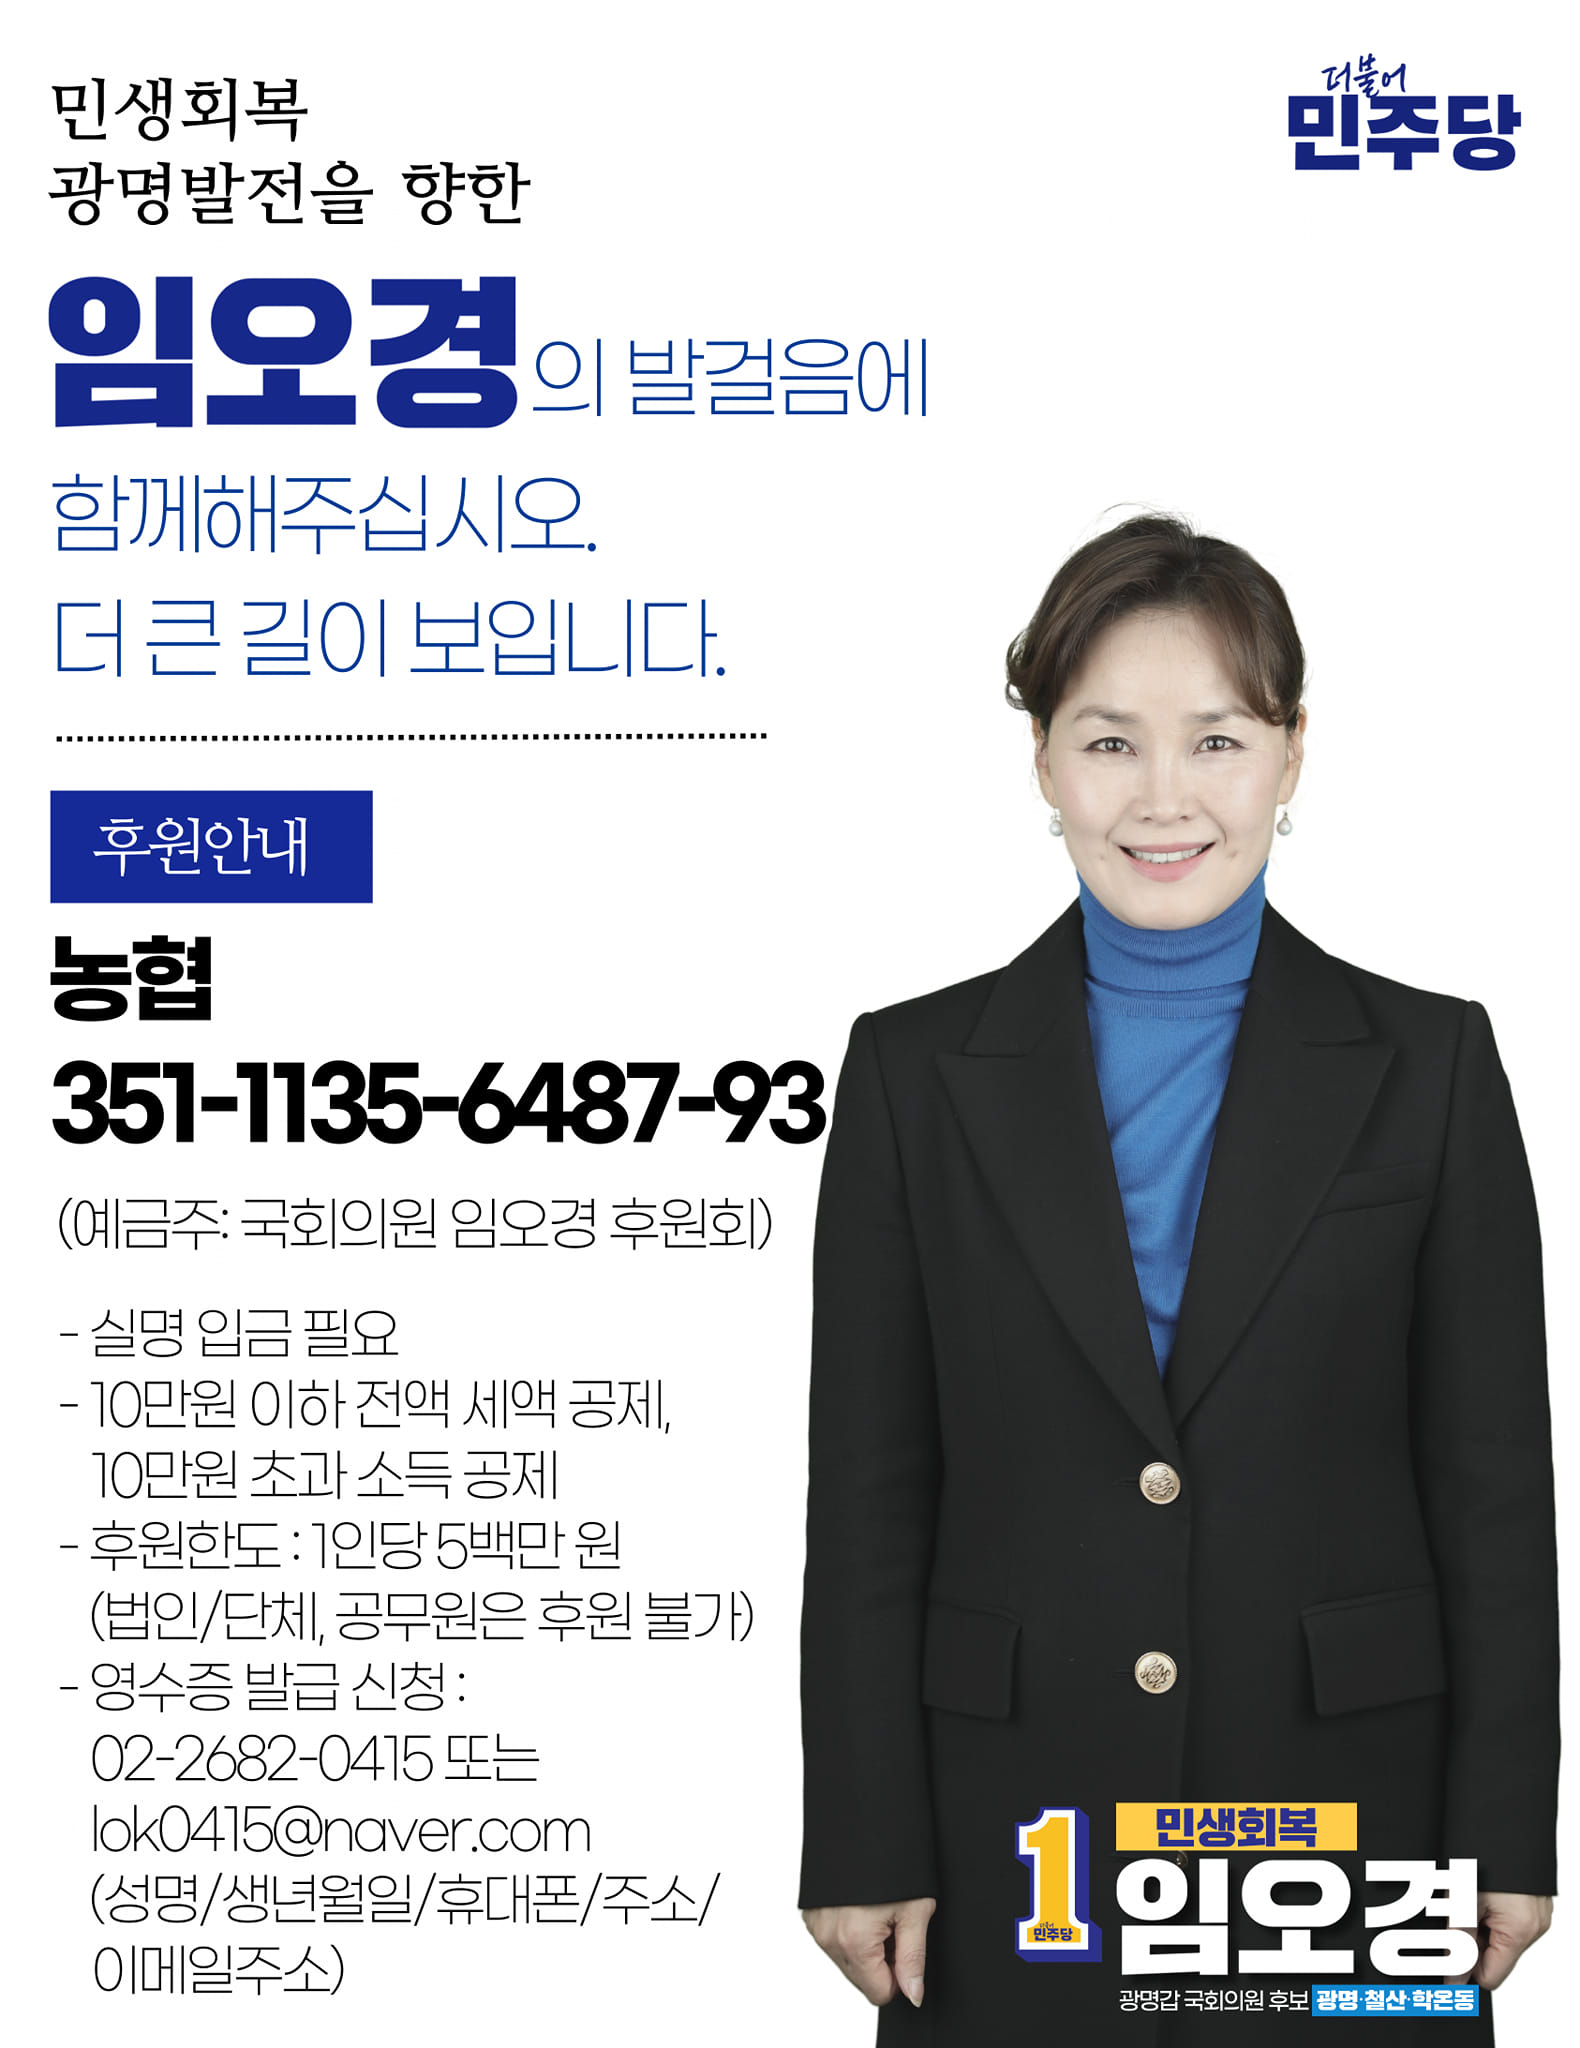 더불어
민주당
민생회복
광명발전을 향한
임오경의 발걸음에
함께해주십시오.
더 큰 길이 보입니다.
후원안내
농협
351-1135-6487-93
(예금주: 국회의원 임오경 후원회)
- 실명 입금 필요
- 10만원 이하 전액 세액 공제,
10만원 초과 소득 공제
- 후원한도 : 1인당 5백만 원
(법인/단체, 공무원은 후원 불가)
- 영수증 발급 신청 :
02-2682-0415 또는
lok0415@naver.com
(성명/생년월일/휴대폰/주소/
이메일주소)
1
더불어
민주당
민생회복
임오경
광명갑 국회의원 후보 광명·철산·학온동